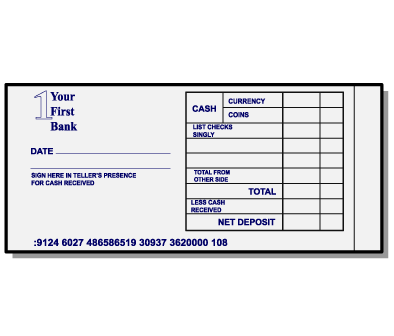 1 Your
First
Bank
DATE
SIGN HERE IN TELLER'S PRESENCE
FOR CASH RECEIVED
CASH
CURRENCY
COINS
LIST CHECKS
SINGLY
TOTAL FROM
OTHER SIDE
TOTAL
LESS CASH
RECEIVED
NET DEPOSIT
:9124 6027 486586519 30937 3620000 108